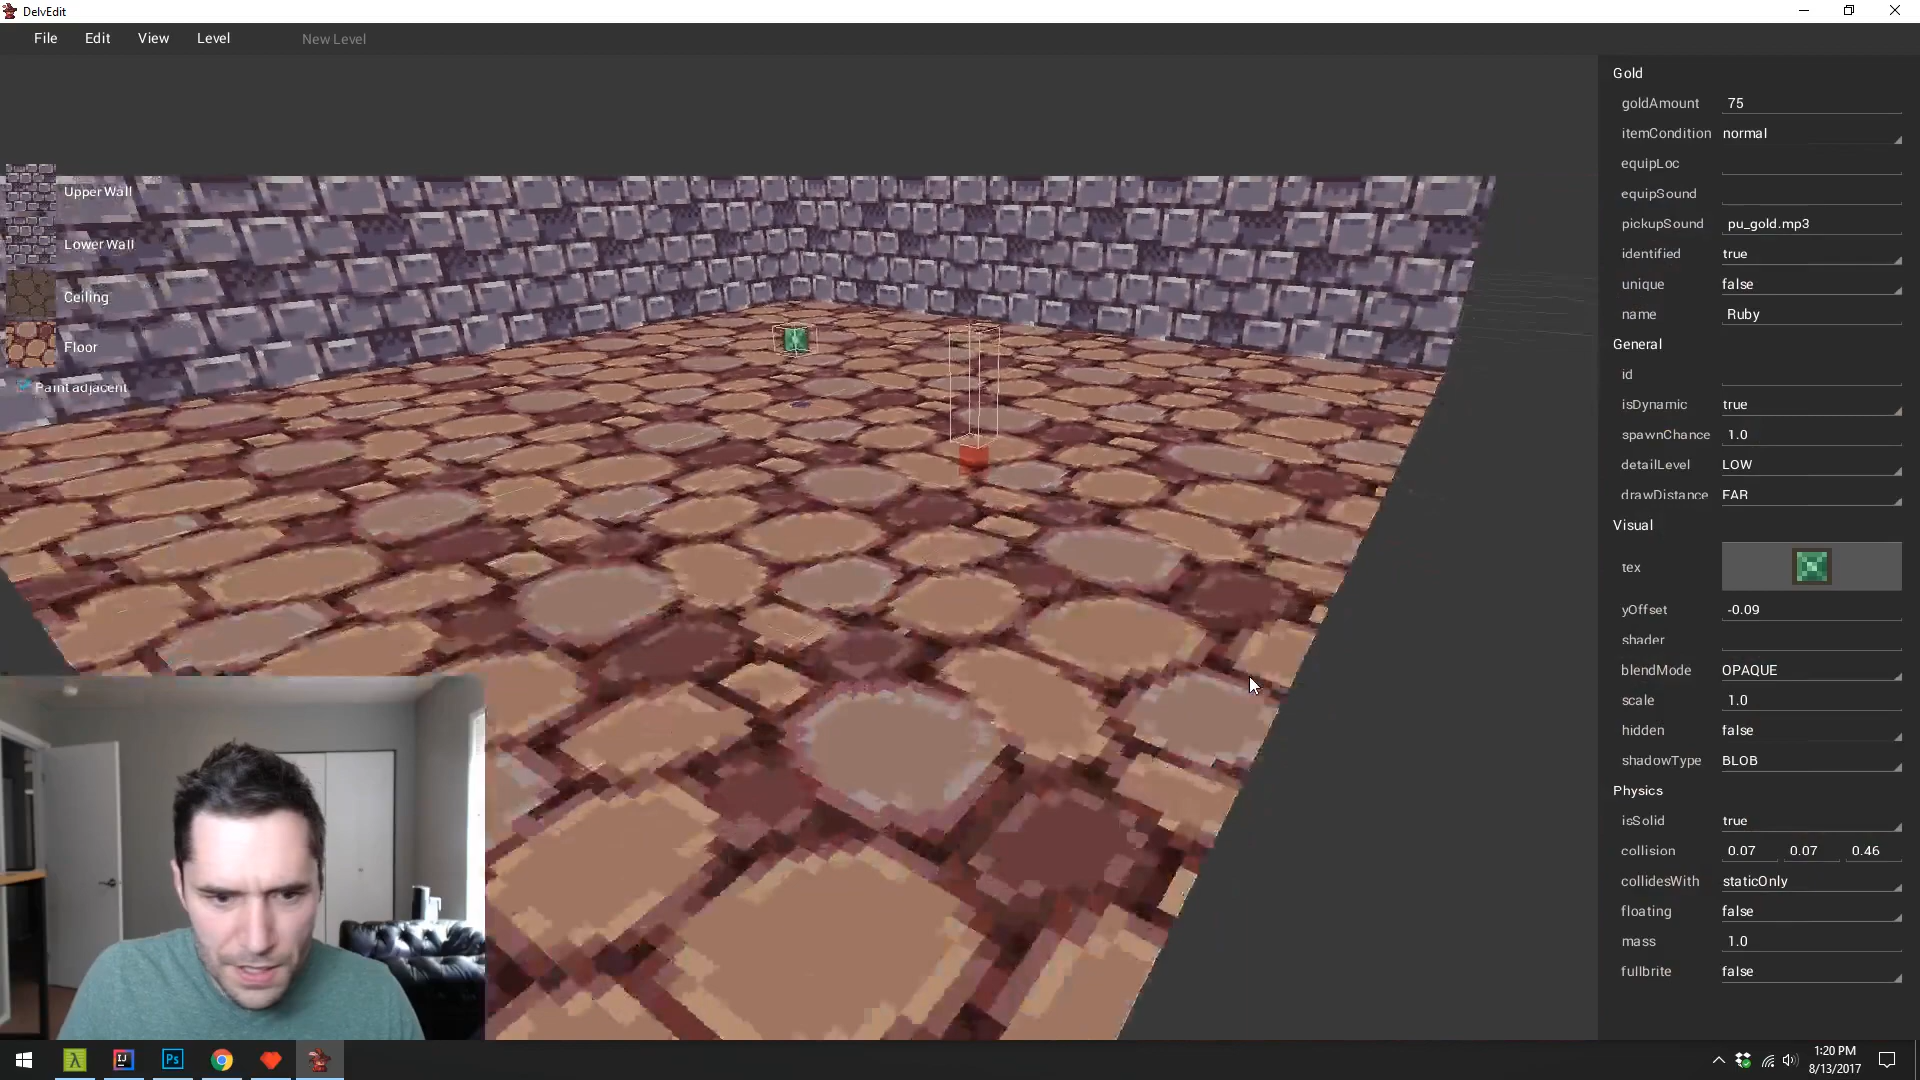 DelvEdit
File Edit View Level New Level
Upper Wall
Lower Wall
Ceiling
Floor
Paint adjacent
Gold
goldAmount 75
itemCondition normal
equipLoc
equipSound
pickupSound pu_gold.mp3
identified true
unique false
name Ruby
General
id
isDynamic true
spawnChance 1.0
detailLevel LOW
drawDistance FAR
Visual
tex
yOffset -0.09
shader
blendMode OPAQUE
scale 1.0
hidden false
shadowType BLOB
Physics
isSolid true
collision 0.07 0.07 0.46
collidesWith staticOnly
floating false
mass 1.0
fullbrite false
λ IJ Ps
1:20 PM
8/13/2017